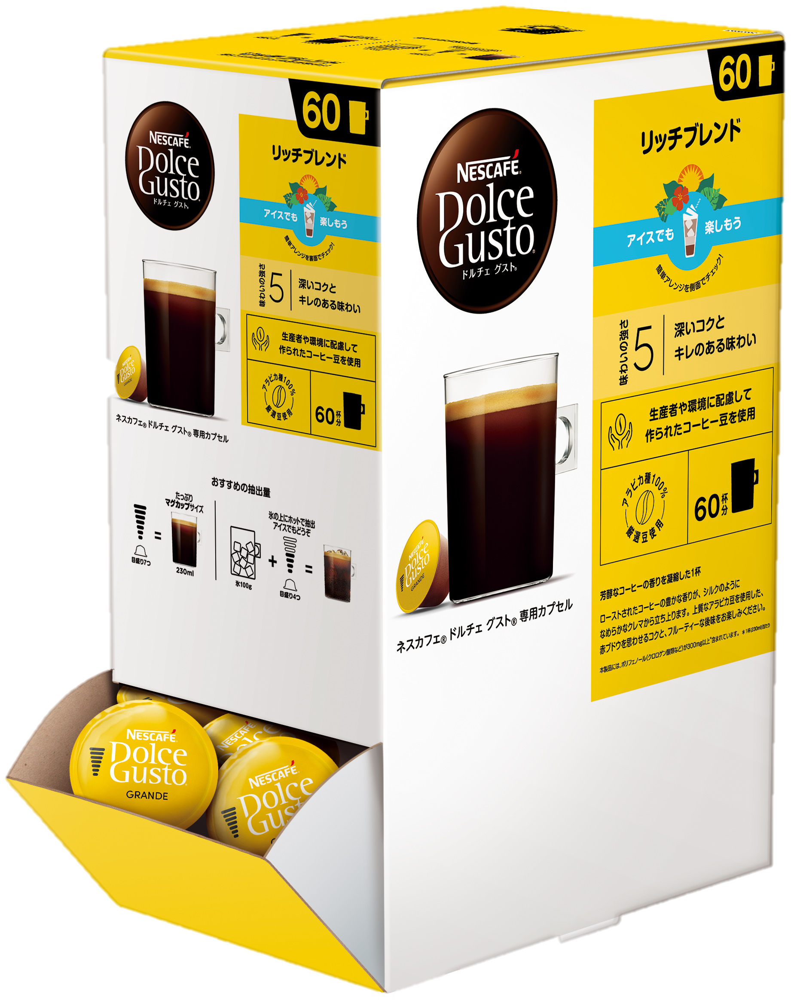 60
NESCAFÉ®
Dolce
Gusto®
ドルチェ グスト®
リッチブレンド
アイスでも 楽しもう
簡単アレンジを裏面でチェック!
味わいの強さ
5
深いコクと
キレのある味わい
生産者や環境に配慮して
作られたコーヒー豆を使用
アラビカ種100%
厳選豆使用
60杯分
NESCAFÉ
Dolce
Gusto
GRANDE
ネスカフェ® ドルチェ グスト® 専用カプセル
おすすめの抽出量
たっぷり
マグカップサイズ
=
目盛り7つ
230ml
氷の上にホットで抽出
アイスでもどうぞ
+
=
氷100g
目盛り4つ
NESCAFÉ
Dolce
Gusto
GRANDE
NESCAFÉ
NESCAFÉ
Dolce
60
NESCAFÉ®
Dolce
Gusto®
ドルチェ グスト®
リッチブレンド
アイスでも 楽しもう
簡単アレンジを側面でチェック!
味わいの強さ
5
深いコクと
キレのある味わい
生産者や環境に配慮して
作られたコーヒー豆を使用
アラビカ種100%
厳選豆使用
60杯分
NESCAFÉ
Dolce
Gusto
GRANDE
ネスカフェ® ドルチェ グスト® 専用カプセル
芳醇なコーヒーの香りを凝縮した1杯
ローストされたコーヒーの豊かな香りが、シルクのように
なめらかなクレマから立ち上ります。上質なアラビカ豆を使用した、
赤ブドウを思わせるコクと、フルーティーな後味をお楽しみください。
本製品には、ポリフェノール(クロロゲン酸類など)が300mg以上*含まれています。 *1杯(230ml)当たり